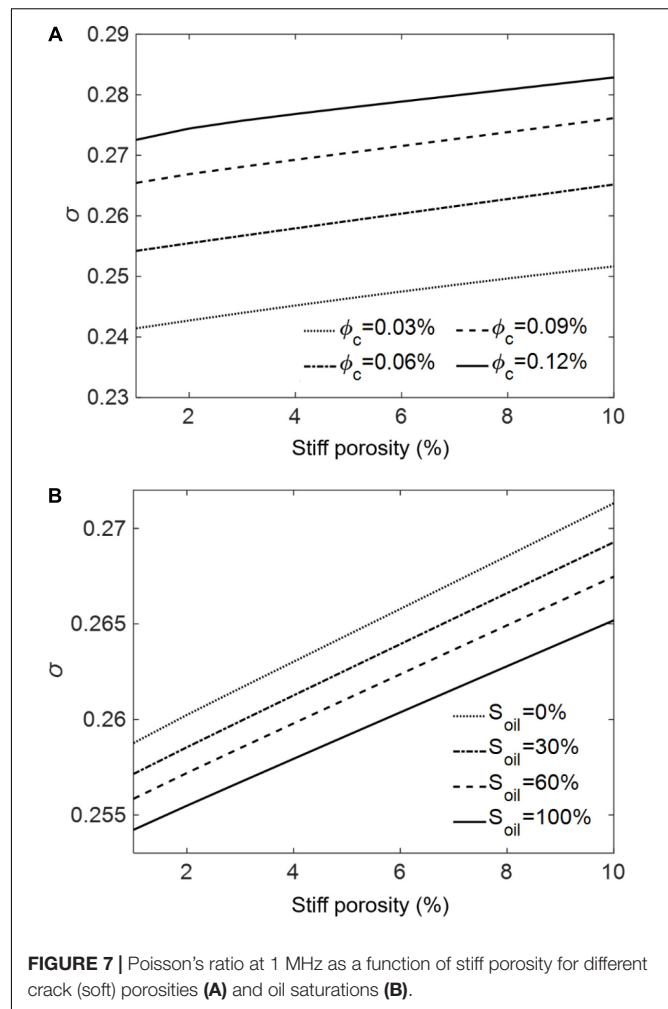 A
0.29
0.28
0.27
0.26
0.25
0.24
0.23
σ
ϕc=0.03% ϕc=0.09%
ϕc=0.06% ϕc=0.12%
2 4 6 8 10
Stiff porosity (%)
B
0.27
0.265
0.26
0.255
σ
Soil=0%
Soil=30%
Soil=60%
Soil=100%
2 4 6 8 10
Stiff porosity (%)
FIGURE 7 | Poisson's ratio at 1 MHz as a function of stiff porosity for different
crack (soft) porosities (A) and oil saturations (B).